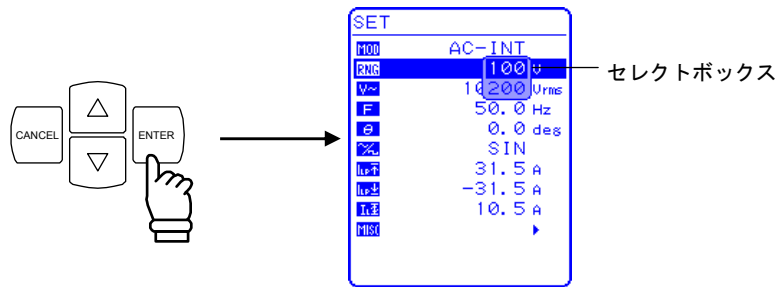 SET
MOD AC-INT
RNG 100 V
セレクトボックス
V~ 10 200 Vrms
F 50.0 Hz
θ 0.0 deg
SIN
31.5 A
-31.5 A
10.5 A
MISC
CANCEL
ENTER